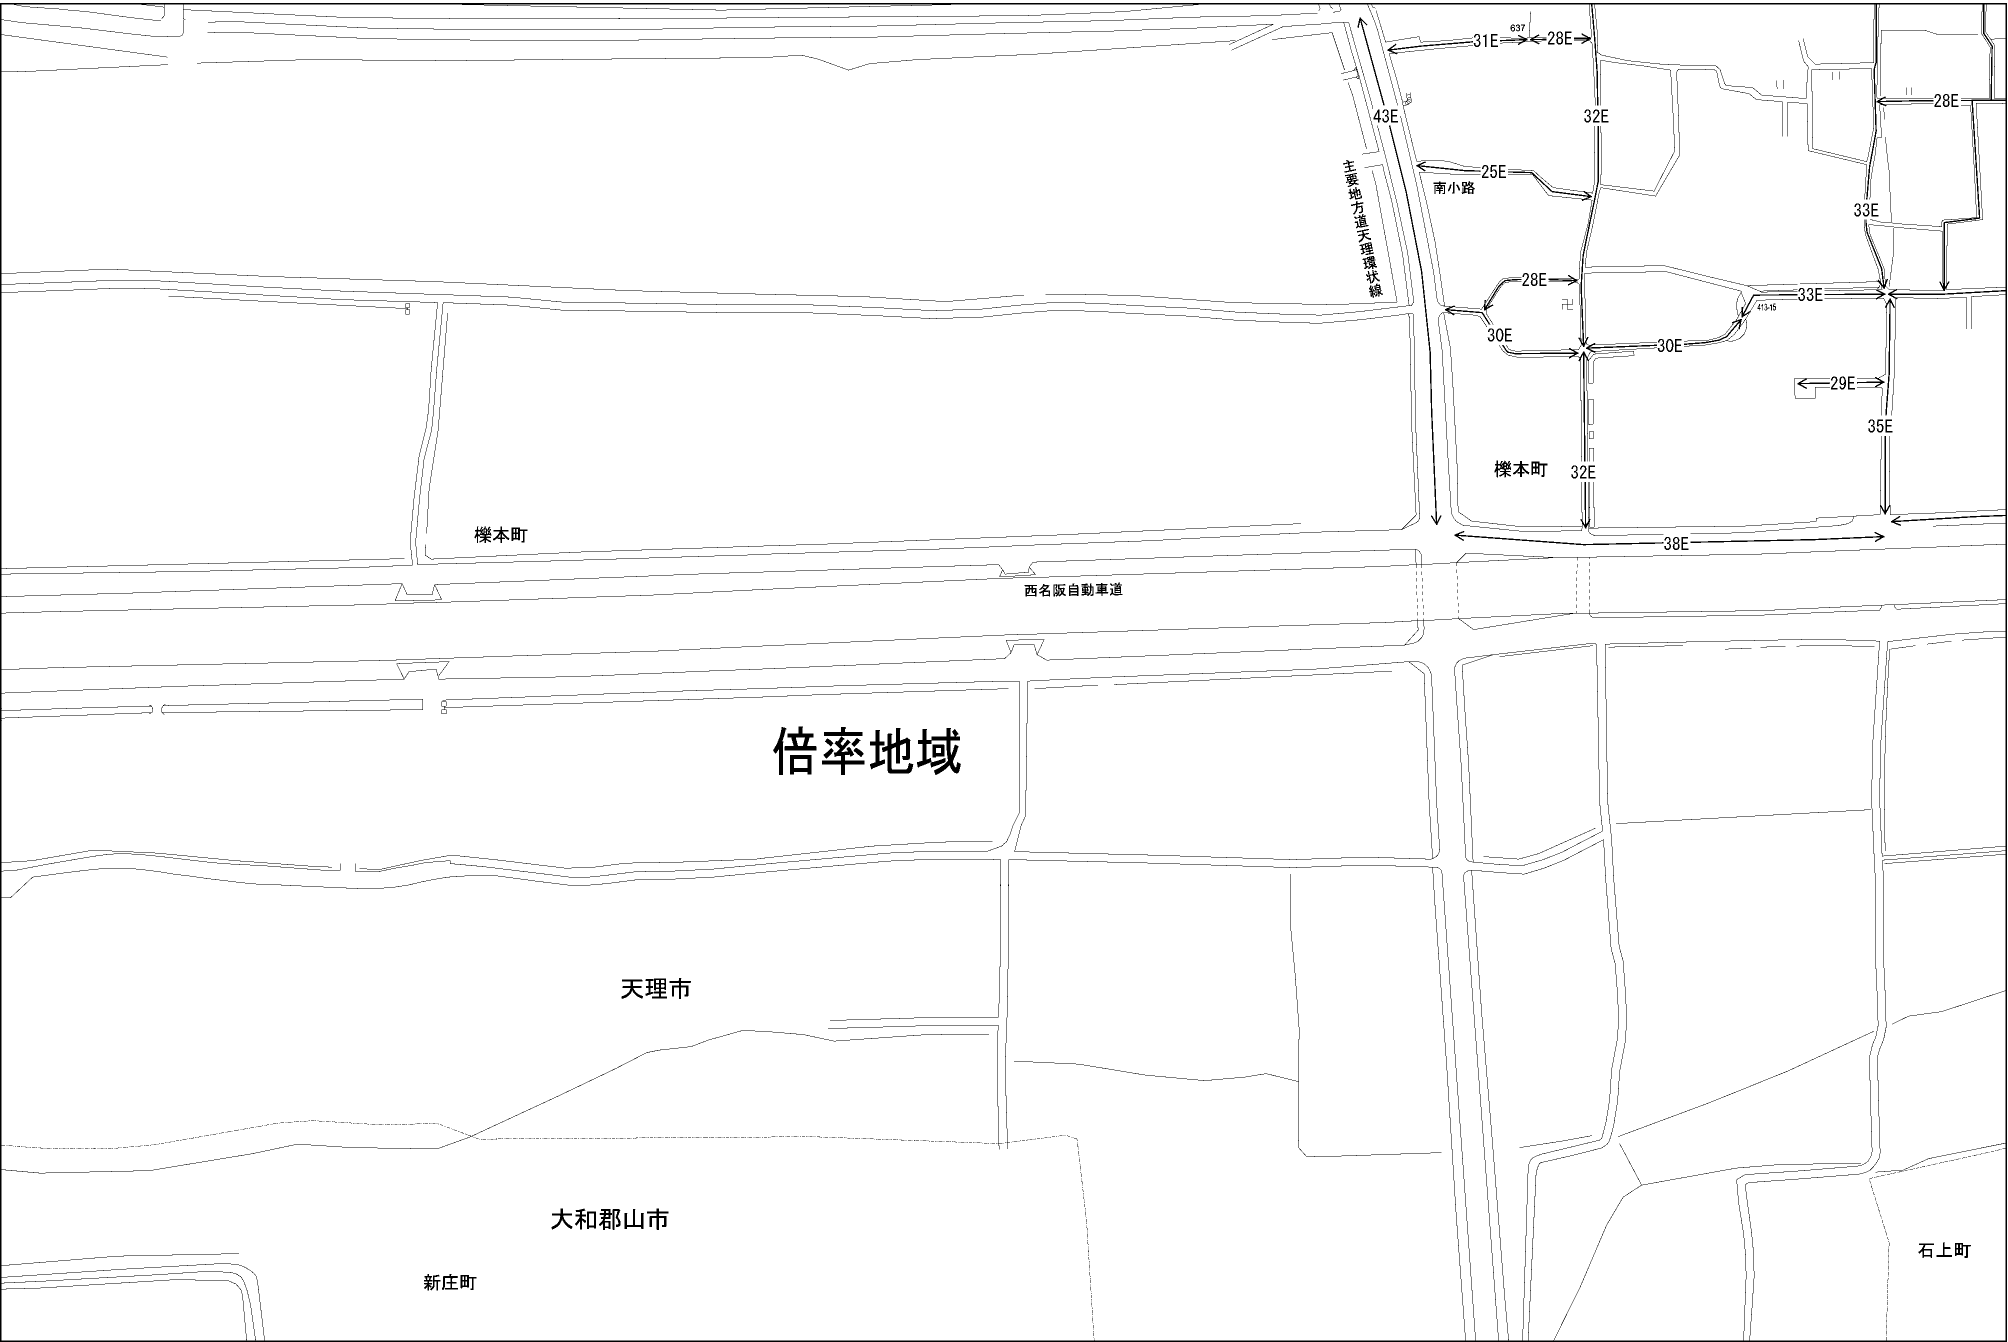 637
31E
28E
28E
43E
32E
25E
南小路
主要地方道天理環状線
33E
28E
33E
413-15
30E
30E
29E
35E
櫟本町
32E
櫟本町
38E
西名阪自動車道
倍率地域
天理市
大和郡山市
石上町
新庄町